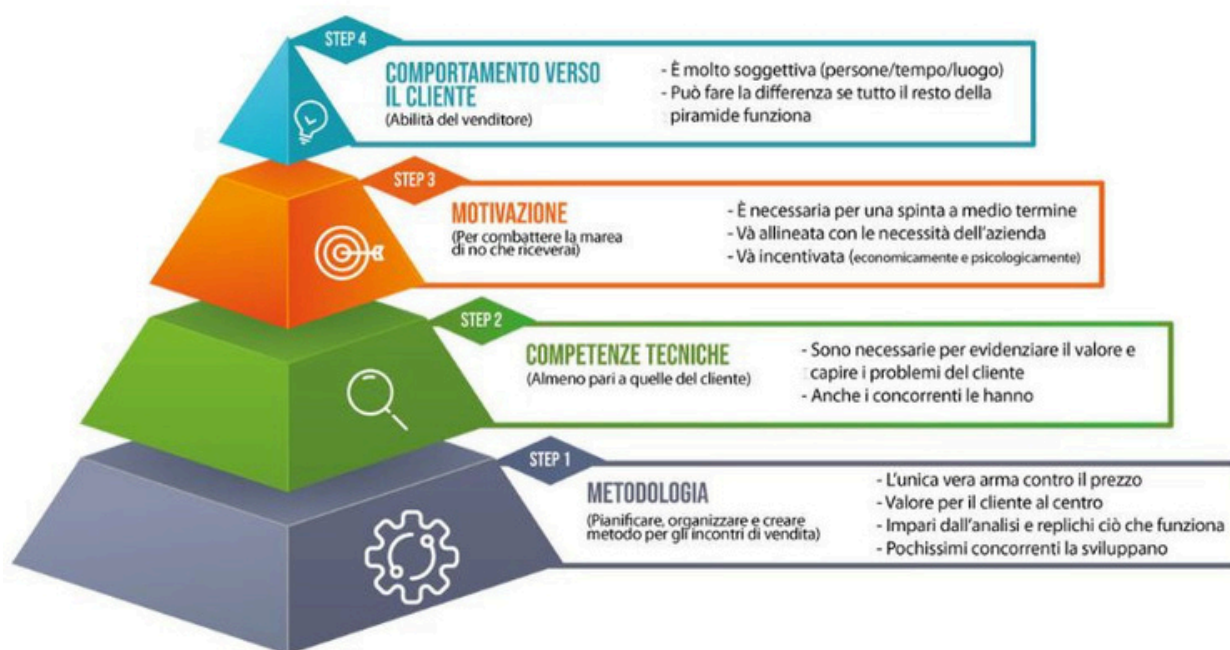 STEP 4
COMPORTAMENTO VERSO
IL CLIENTE
(Abilità del venditore)
- È molto soggettiva (persone/tempo/luogo)
- Può fare la differenza se tutto il resto della
piramide funziona
STEP 3
MOTIVAZIONE
(Per combattere la marea
di no che riceverai)
- È necessaria per una spinta a medio termine
- Và allineata con le necessità dell'azienda
- Và incentivata (economicamente e psicologicamente)
STEP 2
COMPETENZE TECNICHE
(Almeno pari a quelle del cliente)
- Sono necessarie per evidenziare il valore e
capire i problemi del cliente
- Anche i concorrenti le hanno
STEP 1
METODOLOGIA
(Pianificare, organizzare e creare
metodo per gli incontri di vendita)
- L'unica vera arma contro il prezzo
- Valore per il cliente al centro
- Impari dall'analisi e replichi ciò che funziona
- Pochissimi concorrenti la sviluppano